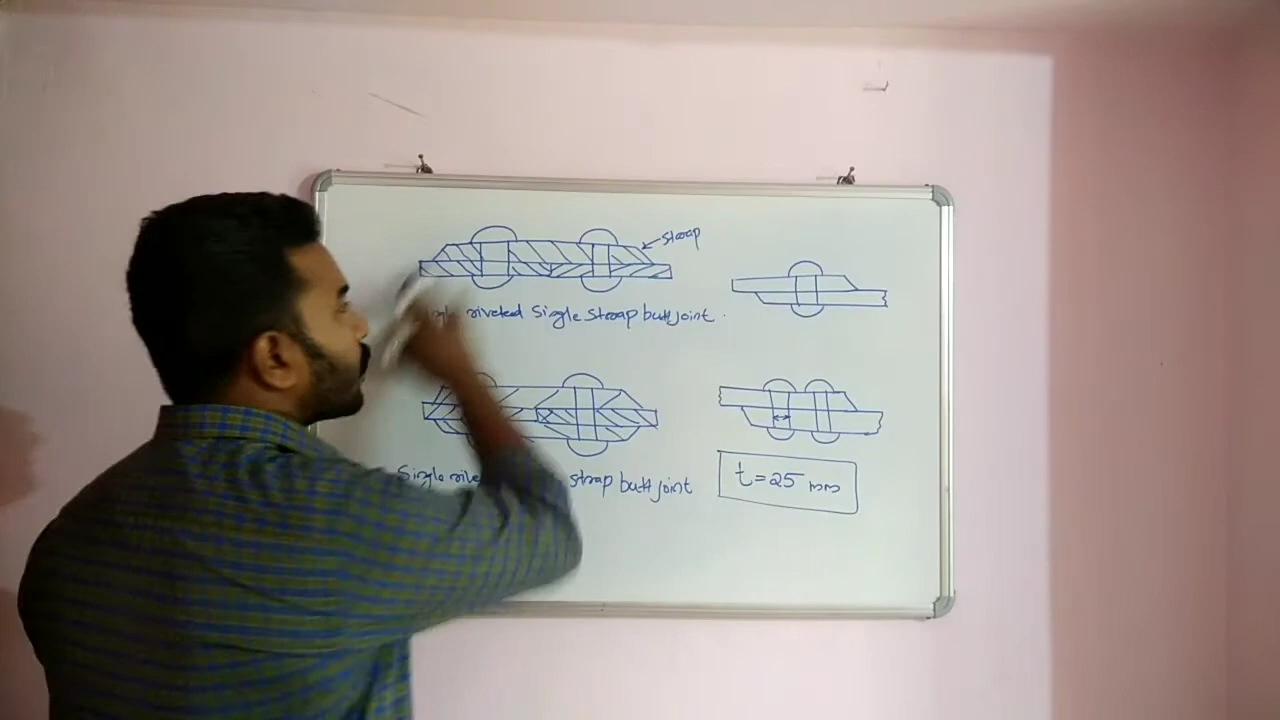 strap
riveted Single strap butt joint.
Single strap butt joint
t=25 mm